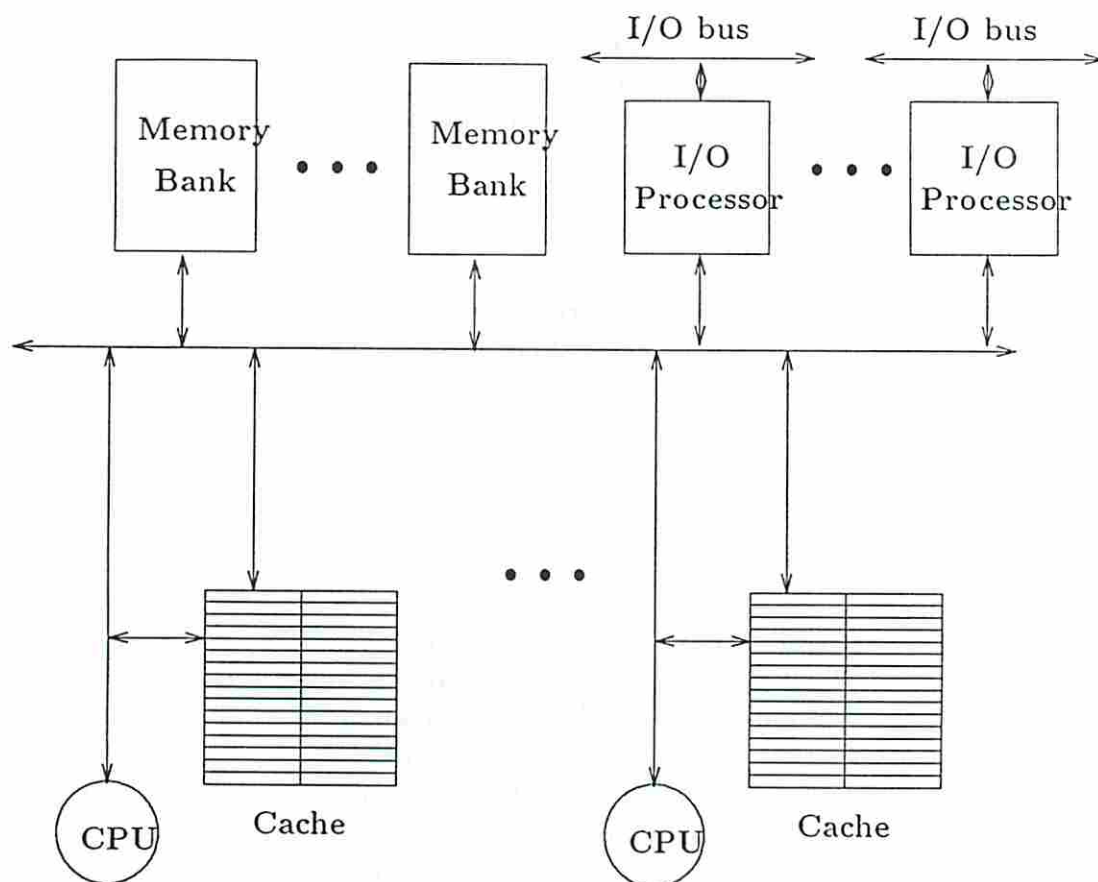 I/O bus
I/O bus
Memory
Bank
Memory
Bank
I/O
Processor
I/O
Processor
Cache
CPU
Cache
CPU